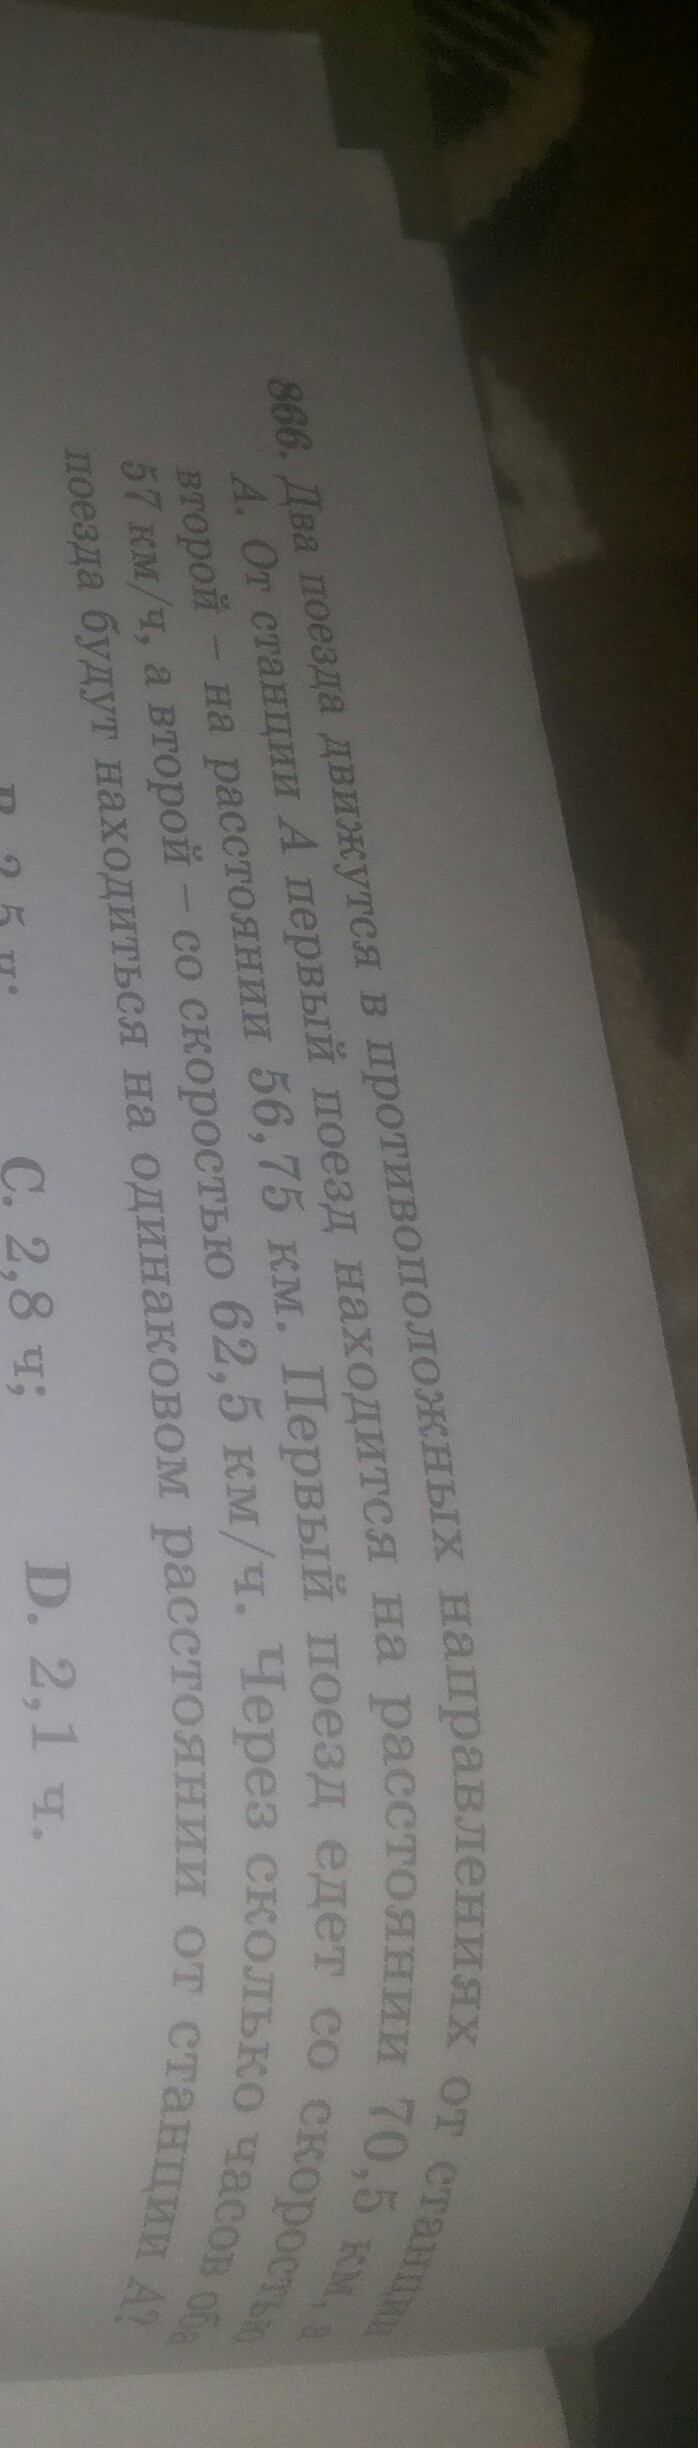 866. Два поезда движутся в противоположных направлениях от станции
А. От станции А первый поезд находится на расстоянии 70,5 км, а
второй – на расстоянии 56,75 км. Первый поезд едет со скоростью
57 км/ч, а второй – со скоростью 62,5 км/ч. Через сколько часов оба
поезда будут находиться на одинаковом расстоянии от станции А?
C. 2,8 ч; D. 2,1 ч.